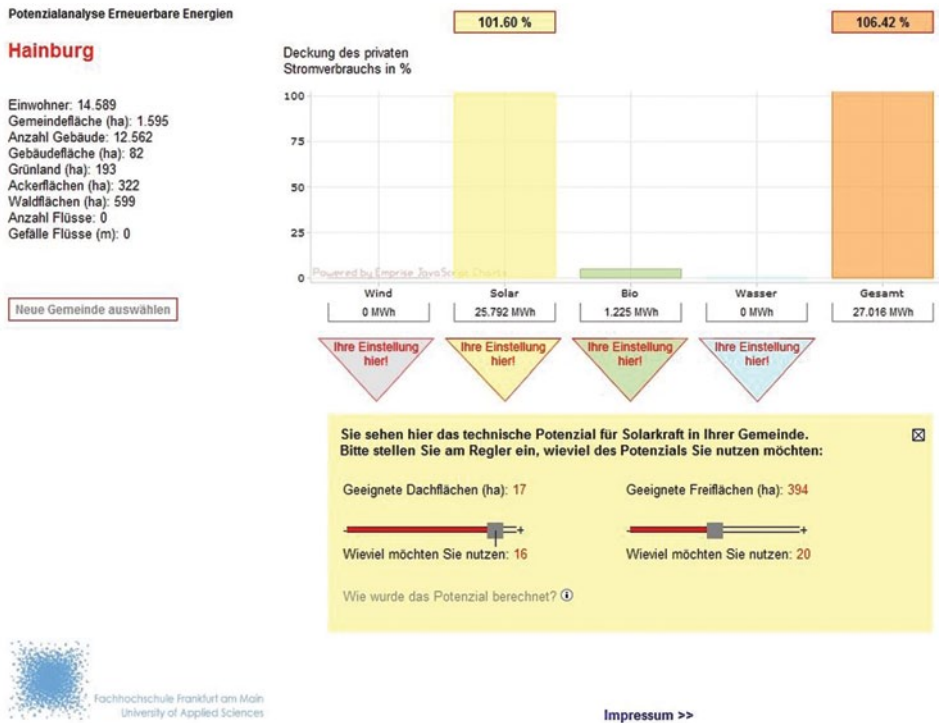 Potenzialanalyse Erneuerbare Energien
101.60 %
106.42 %
Hainburg
Deckung des privaten
Stromverbrauchs in %
Einwohner: 14.589
Gemeindefläche (ha): 1.595
Anzahl Gebäude: 12.562
Gebäudefläche (ha): 82
Grünland (ha): 193
Ackerflächen (ha): 322
Waldflächen (ha): 599
Anzahl Flüsse: 0
Gefälle Flüsse (m): 0
Neue Gemeinde auswählen
100
75
50
25
0
Powered by Emprise JavaScript Charts
Wind
Solar
Bio
Wasser
Gesamt
0 MWh
25.792 MWh
1.225 MWh
0 MWh
27.016 MWh
Ihre Einstellung
hier!
Ihre Einstellung
hier!
Ihre Einstellung
hier!
Ihre Einstellung
hier!
Sie sehen hier das technische Potenzial für Solarkraft in Ihrer Gemeinde.
Bitte stellen Sie am Regler ein, wieviel des Potenzials Sie nutzen möchten:
Geeignete Dachflächen (ha): 17
Geeignete Freiflächen (ha): 394
- +
- +
Wieviel möchten Sie nutzen: 16
Wieviel möchten Sie nutzen: 20
Wie wurde das Potenzial berechnet? i
Fachhochschule Frankfurt am Main
University of Applied Sciences
Impressum >>